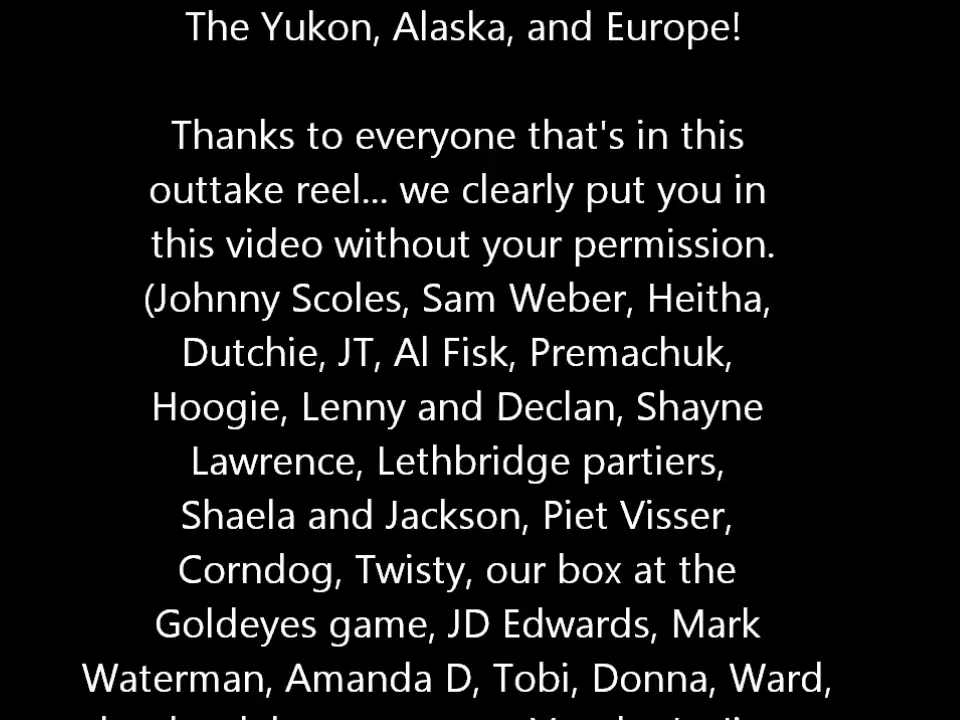 The Yukon, Alaska, and Europe!
Thanks to everyone that's in this
outtake reel... we clearly put you in
this video without your permission.
(Johnny Scoles, Sam Weber, Heitha,
Dutchie, JT, Al Fisk, Premachuk,
Hoogie, Lenny and Declan, Shayne
Lawrence, Lethbridge partiers,
Shaela and Jackson, Piet Visser,
Corndog, Twisty, our box at the
Goldeyes game, JD Edwards, Mark
Waterman, Amanda D, Tobi, Donna, Ward,